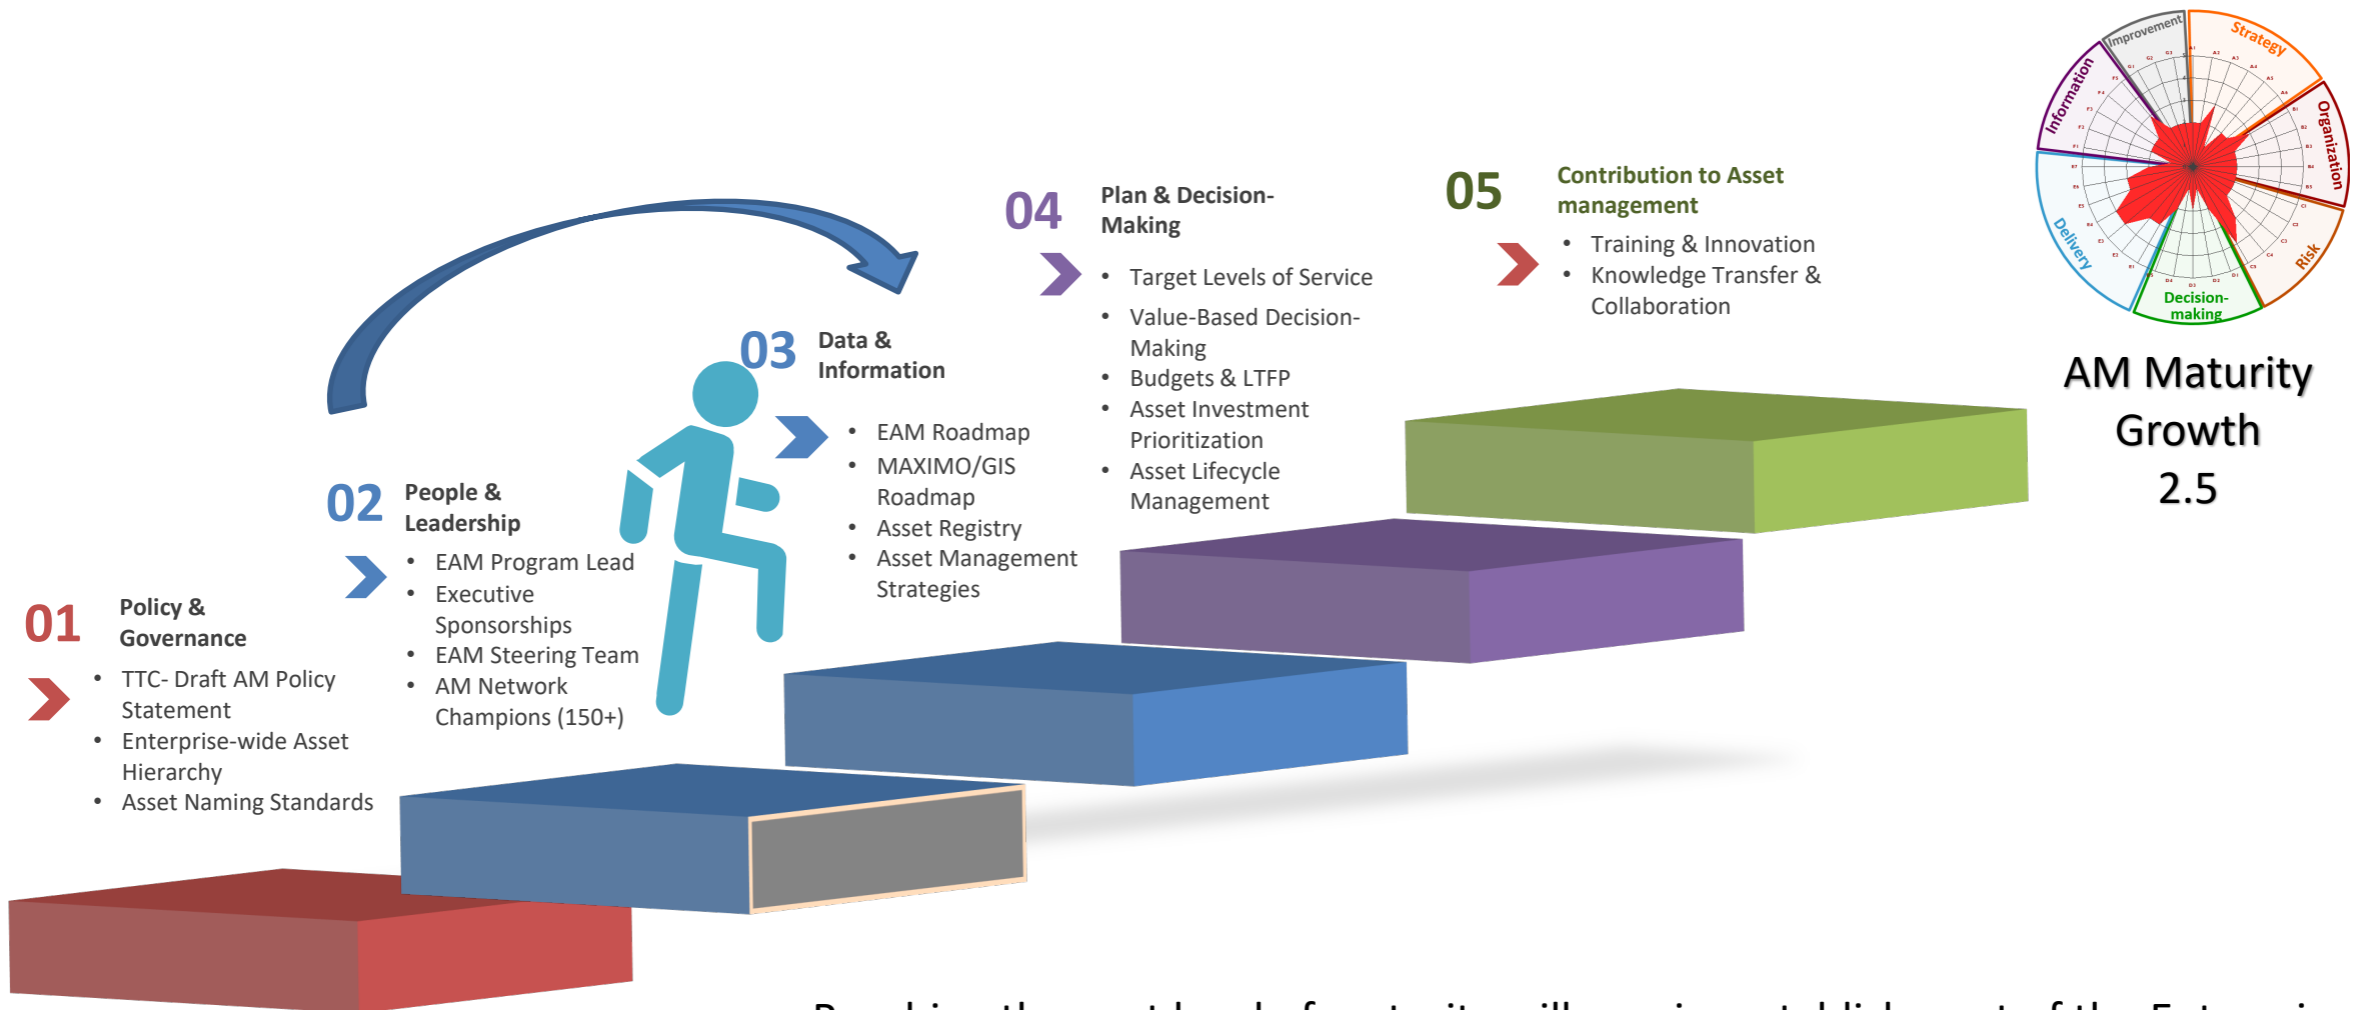 01
Policy &
Governance
• TTC- Draft AM Policy
Statement
• Enterprise-wide Asset
Hierarchy
• Asset Naming Standards
02
People &
Leadership
• EAM Program Lead
• Executive
Sponsorships
• EAM Steering Team
• AM Network
Champions (150+)
03
Data &
Information
• EAM Roadmap
• MAXIMO/GIS
Roadmap
• Asset Registry
• Asset Management
Strategies
04
Plan & Decision-
Making
• Target Levels of Service
• Value-Based Decision-
Making
• Budgets & LTFP
• Asset Investment
Prioritization
• Asset Lifecycle
Management
05
Contribution to Asset
management
• Training & Innovation
• Knowledge Transfer &
Collaboration
Improvement
Strategy
Organization
Risk
Decision-
making
Delivery
Information
AM Maturity
Growth
2.5